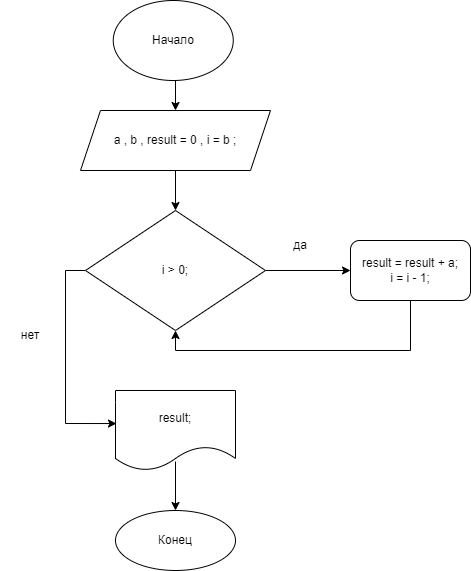 Начало
a , b , result = 0 , i = b ;
да
i > 0;
result = result + a;
i = i - 1;
нет
result;
Конец